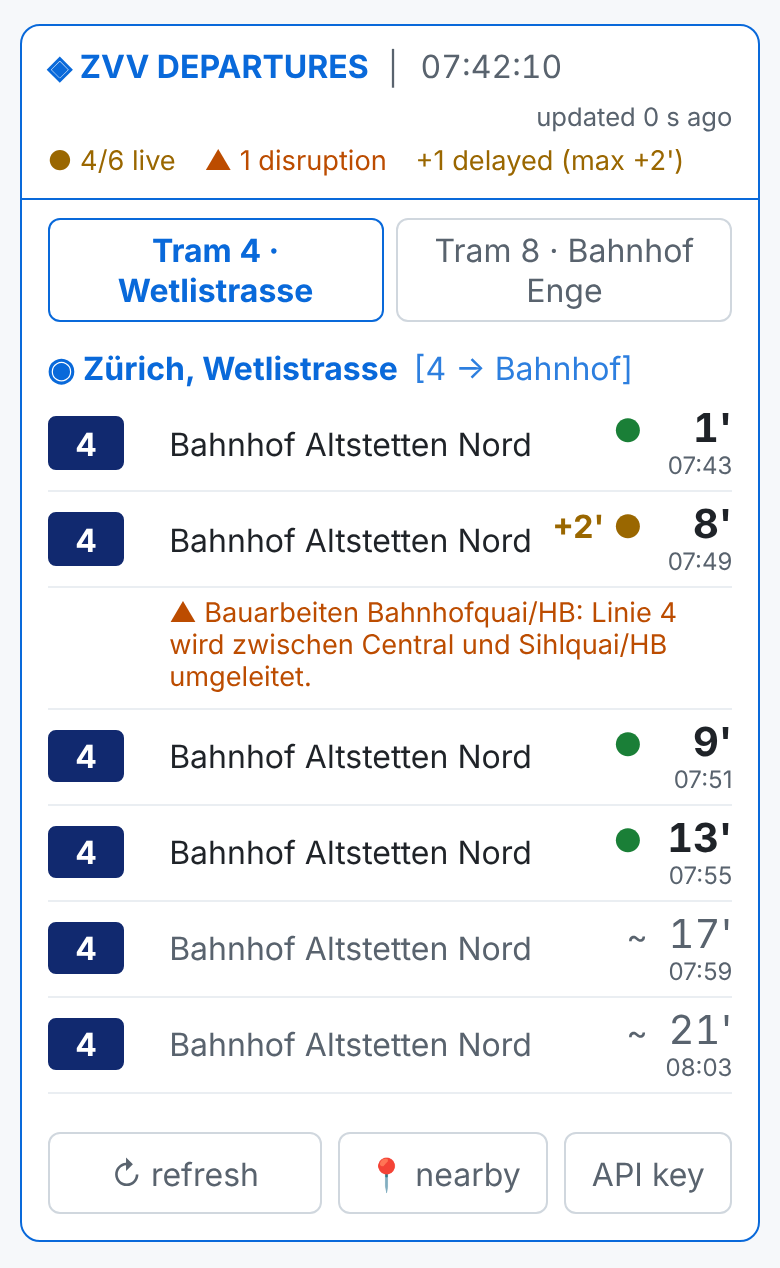 ◈ ZVV DEPARTURES │ 07:42:10
updated 0 s ago
● 4/6 live ▲ 1 disruption +1 delayed (max +2')
Tram 4 ·
Wetlistrasse
Tram 8 · Bahnhof
Enge
◉ Zürich, Wetlistrasse [4 → Bahnhof]
4 Bahnhof Altstetten Nord ● 1'
07:43
4 Bahnhof Altstetten Nord +2' ● 8'
07:49
▲ Bauarbeiten Bahnhofquai/HB: Linie 4
wird zwischen Central und Sihlquai/HB
umgeleitet.
4 Bahnhof Altstetten Nord ● 9'
07:51
4 Bahnhof Altstetten Nord ● 13'
07:55
4 Bahnhof Altstetten Nord ~ 17'
07:59
4 Bahnhof Altstetten Nord ~ 21'
08:03
↻ refresh
📍 nearby
API key